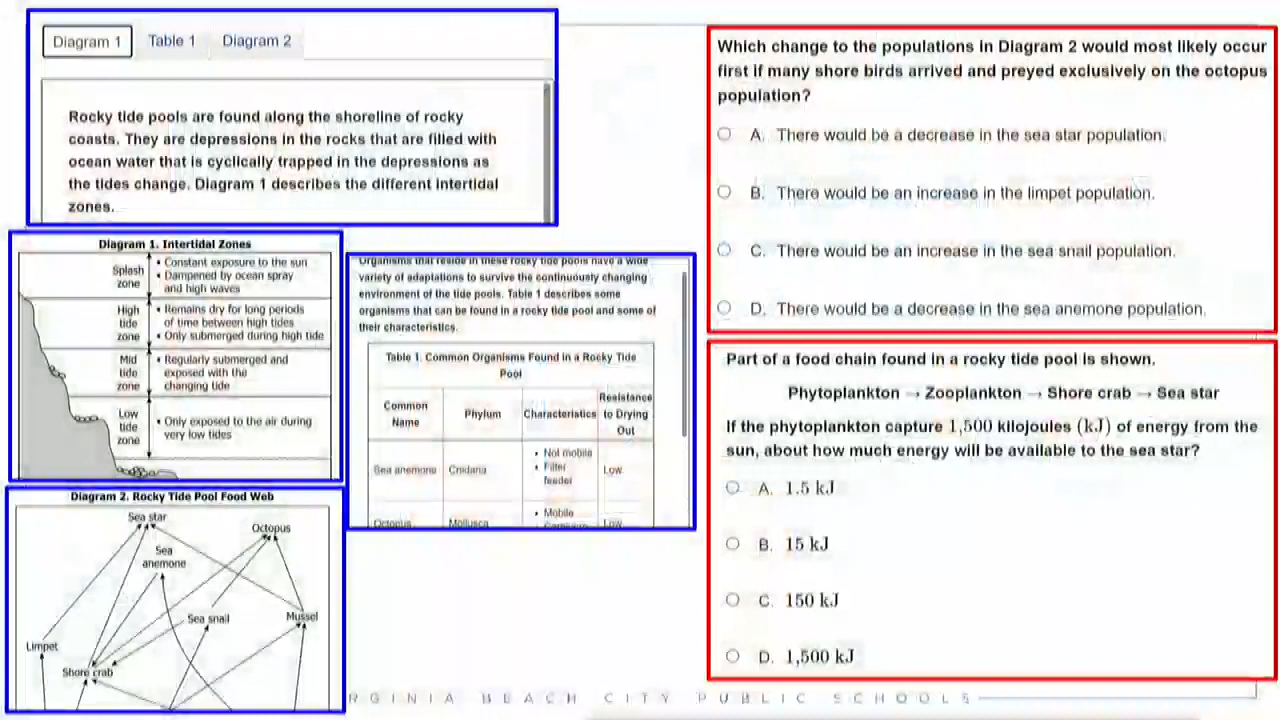 Diagram 1 Table 1 Diagram 2
Rocky tide pools are found along the shoreline of rocky
coasts. They are depressions in the rocks that are filled with
ocean water that is cyclically trapped in the depressions as
the tides change. Diagram 1 describes the different intertidal
zones.
Diagram 1. Intertidal Zones
Splash
zone
• Constant exposure to the sun
• Dampened by ocean spray
and high waves
High
tide
zone
• Remains dry for long periods
of time between high tides
• Only submerged during high tide
Mid
tide
zone
• Regularly submerged and
exposed with the
changing tide
Low
tide
zone
• Only exposed to the air during
very low tides
Organisms that reside in these rocky tide pools have a wide
variety of adaptations to survive the continuously changing
environment of the tide pools. Table 1 describes some
organisms that can be found in a rocky tide pool and some of
their characteristics.
Table 1. Common Organisms Found in a Rocky Tide
Pool
Common
Name
Phylum
Characteristics
Resistance
to Drying
Out
Sea anemone
Cnidaria
• Not mobile
• Filter
feeder
Low
Octopus
Mollusca
• Mobile
Low
Diagram 2. Rocky Tide Pool Food Web
Sea star
Octopus
Sea
anemone
Sea snail
Mussel
Limpet
Shore crab
Which change to the populations in Diagram 2 would most likely occur
first if many shore birds arrived and preyed exclusively on the octopus
population?
A. There would be a decrease in the sea star population.
B. There would be an increase in the limpet population.
C. There would be an increase in the sea snail population.
D. There would be a decrease in the sea anemone population.
Part of a food chain found in a rocky tide pool is shown.
Phytoplankton → Zooplankton → Shore crab → Sea star
If the phytoplankton capture 1,500 kilojoules (kJ) of energy from the
sun, about how much energy will be available to the sea star?
A. 1.5 kJ
B. 15 kJ
C. 150 kJ
D. 1,500 kJ
RGINIA BEACH CITY PUBLIC SCHOOLS